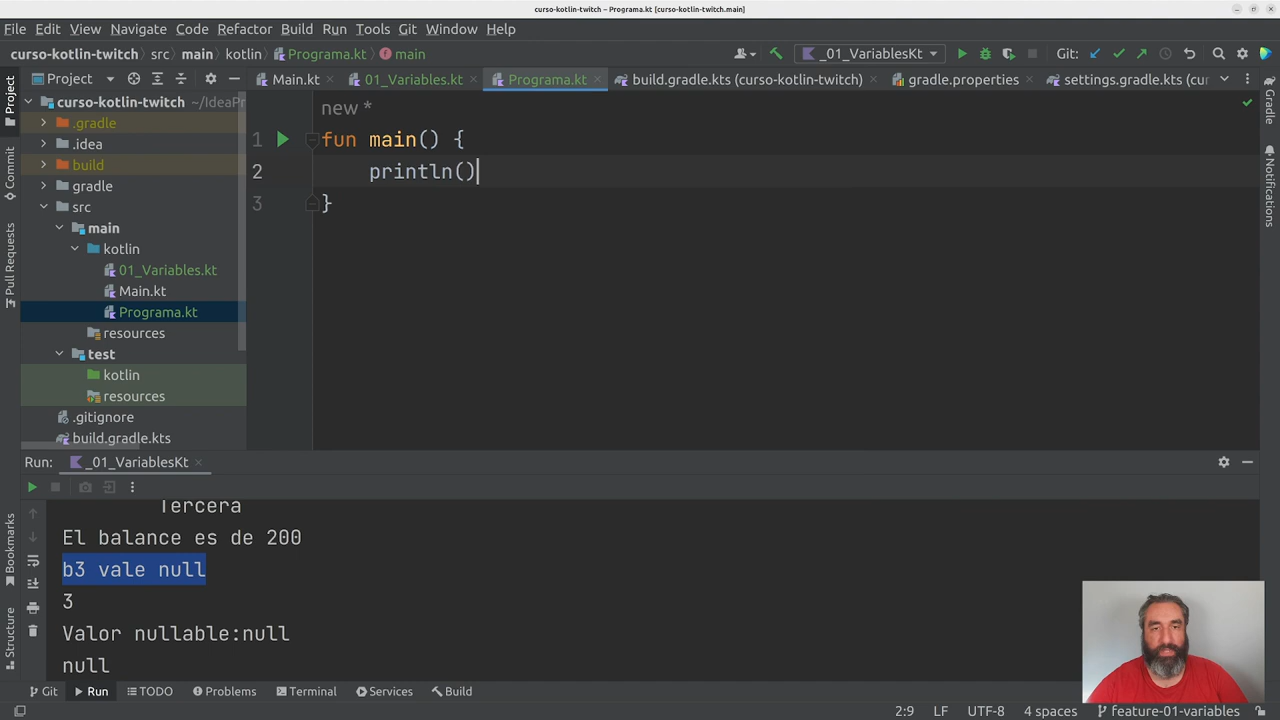 curso-kotlin-twitch – Programa.kt [curso-kotlin-twitch.main]
File Edit View Navigate Code Refactor Build Run Tools Git Window Help
curso-kotlin-twitch src main kotlin Programa.kt main _01_VariablesKt Git:
Project Main.kt 01_Variables.kt Programa.kt build.gradle.kts (curso-kotlin-twitch) gradle.properties settings.gradle.kts (cu
Project
Commit
Pull Requests
Bookmarks
Structure
curso-kotlin-twitch ~/IdeaPr
.gradle
.idea
build
gradle
src
main
kotlin
01_Variables.kt
Main.kt
Programa.kt
resources
test
kotlin
resources
.gitignore
build.gradle.kts
new *
1 fun main() {
2 println()
3 }
Gradle
Notifications
Run: _01_VariablesKt
Tercera
El balance es de 200
b3 vale null
3
Valor nullable:null
null
Git Run TODO Problems Terminal Services Build
2:9 LF UTF-8 4 spaces feature-01-variables